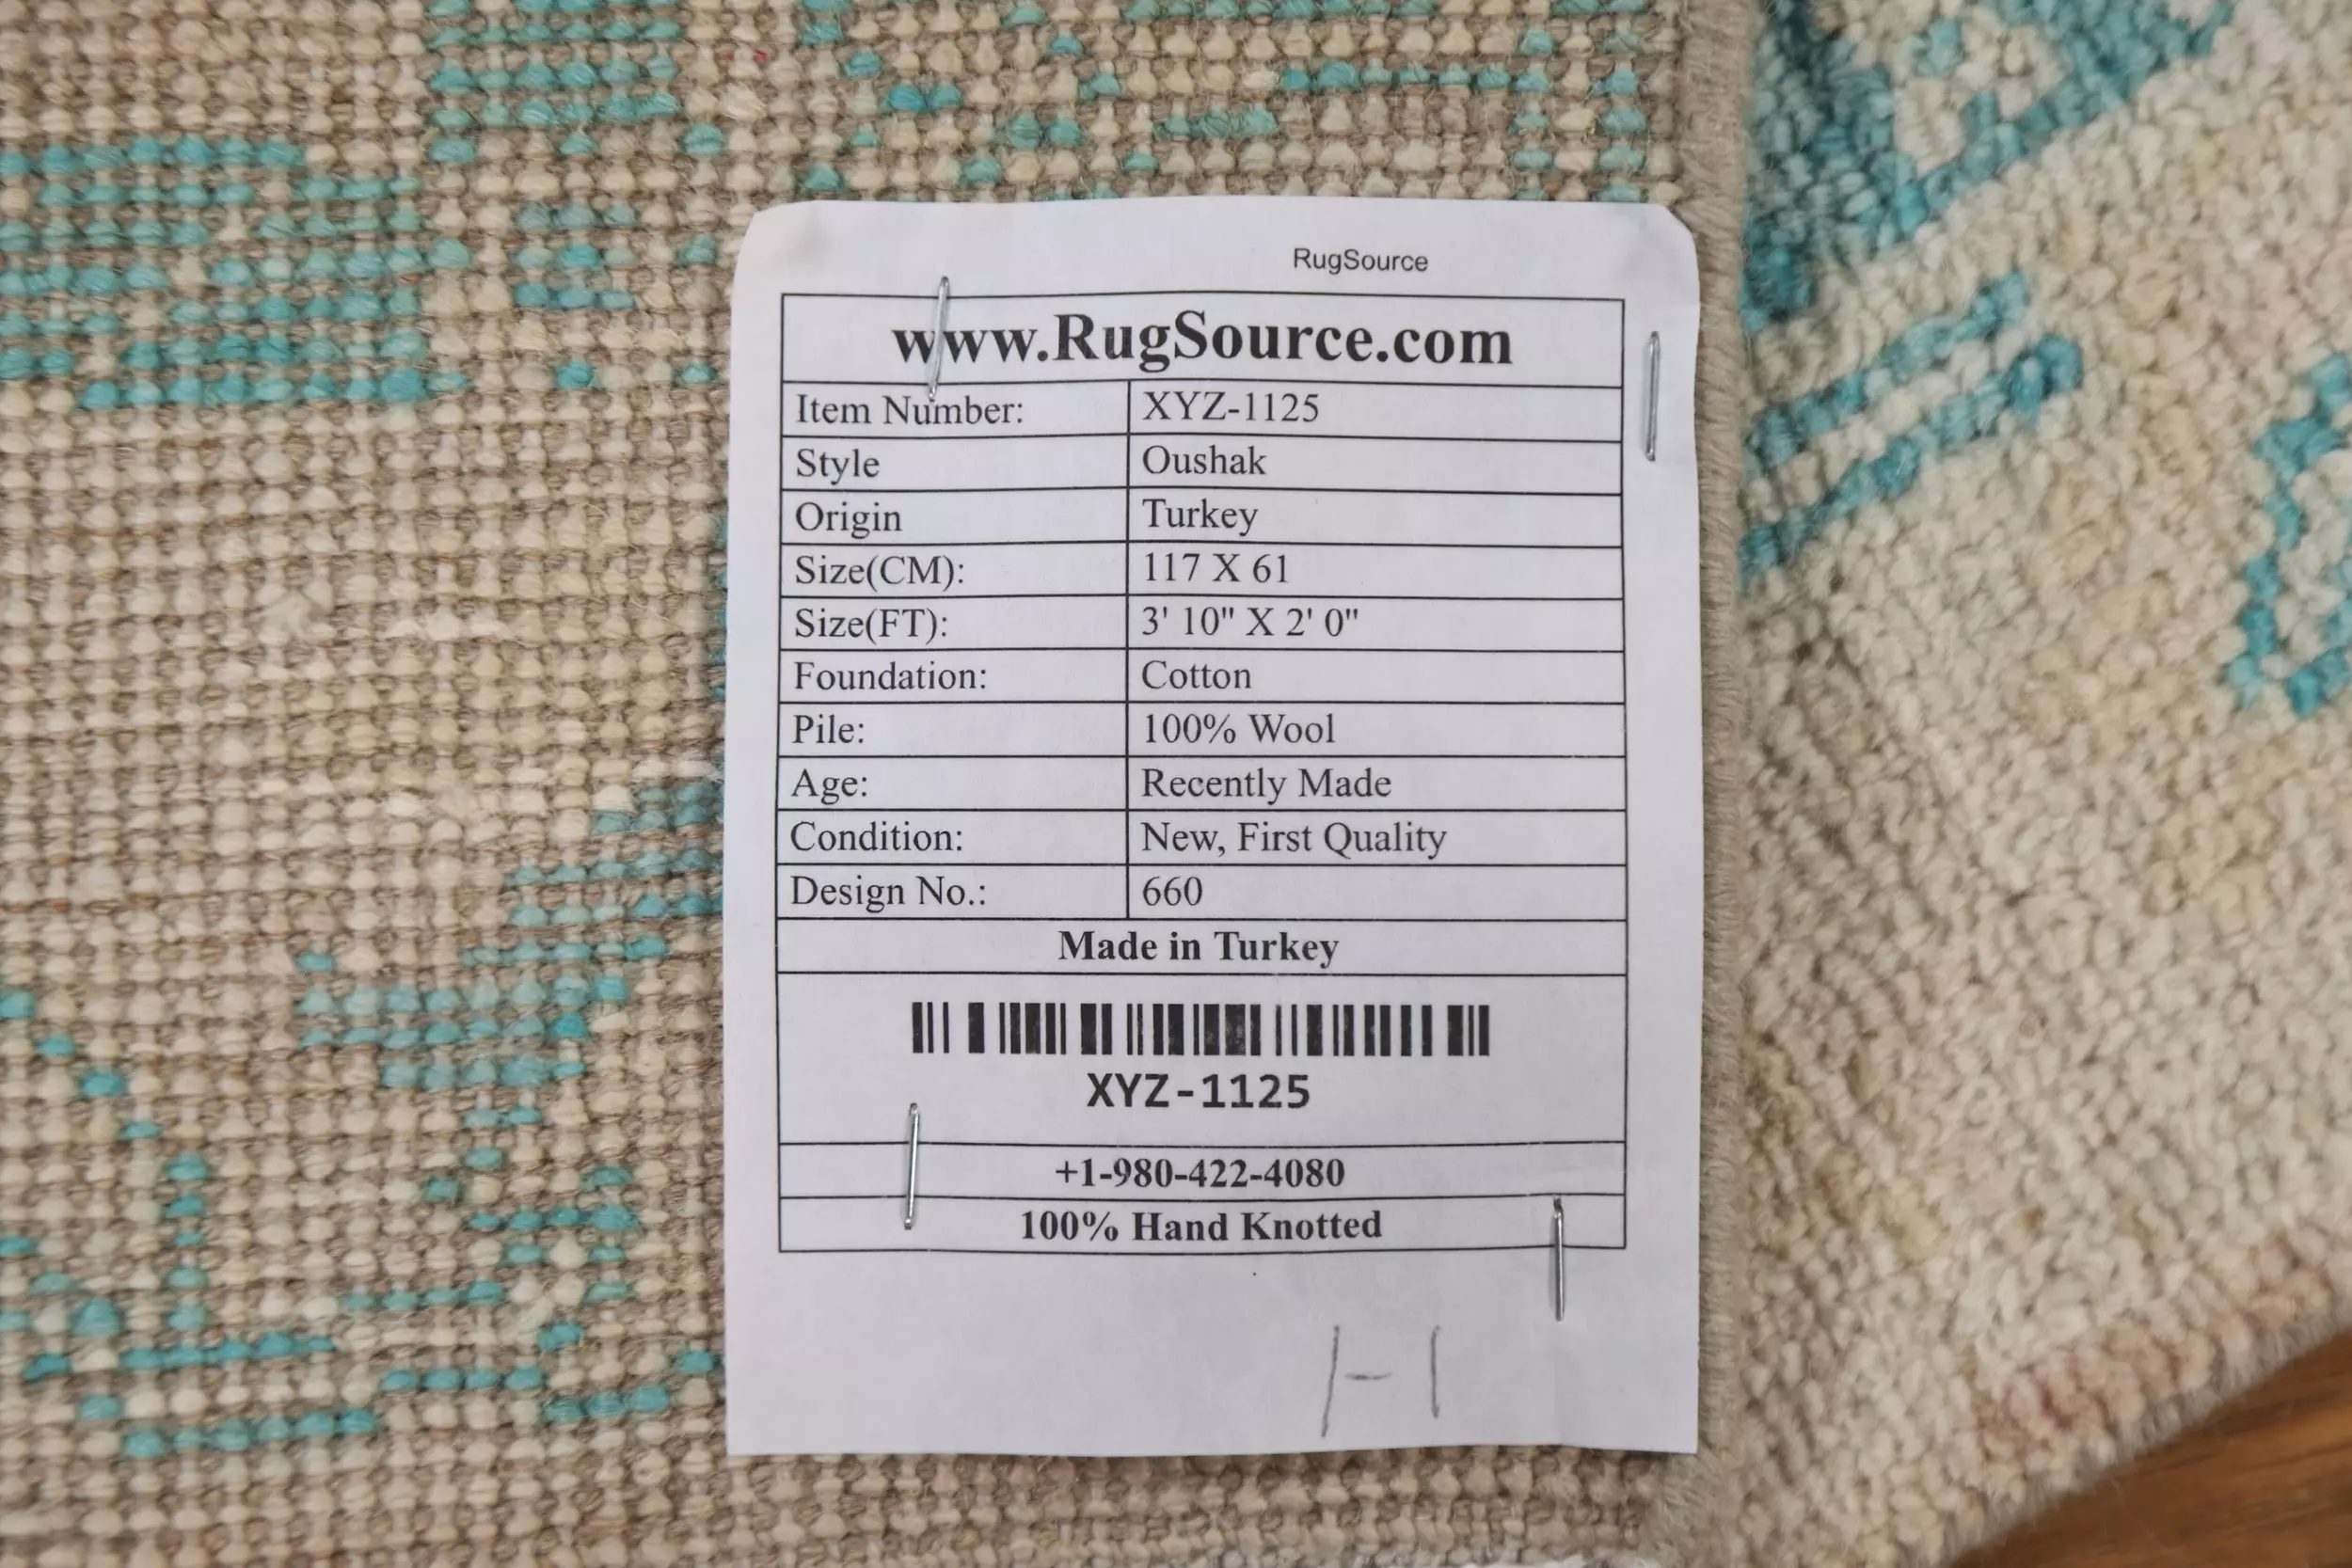 RugSource
www.RugSource.com
Item Number: XYZ-1125
Style Oushak
Origin Turkey
Size(CM): 117 X 61
Size(FT): 3' 10" X 2' 0"
Foundation: Cotton
Pile: 100% Wool
Age: Recently Made
Condition: New, First Quality
Design No.: 660
Made in Turkey
XYZ-1125
+1-980-422-4080
100% Hand Knotted
1-1